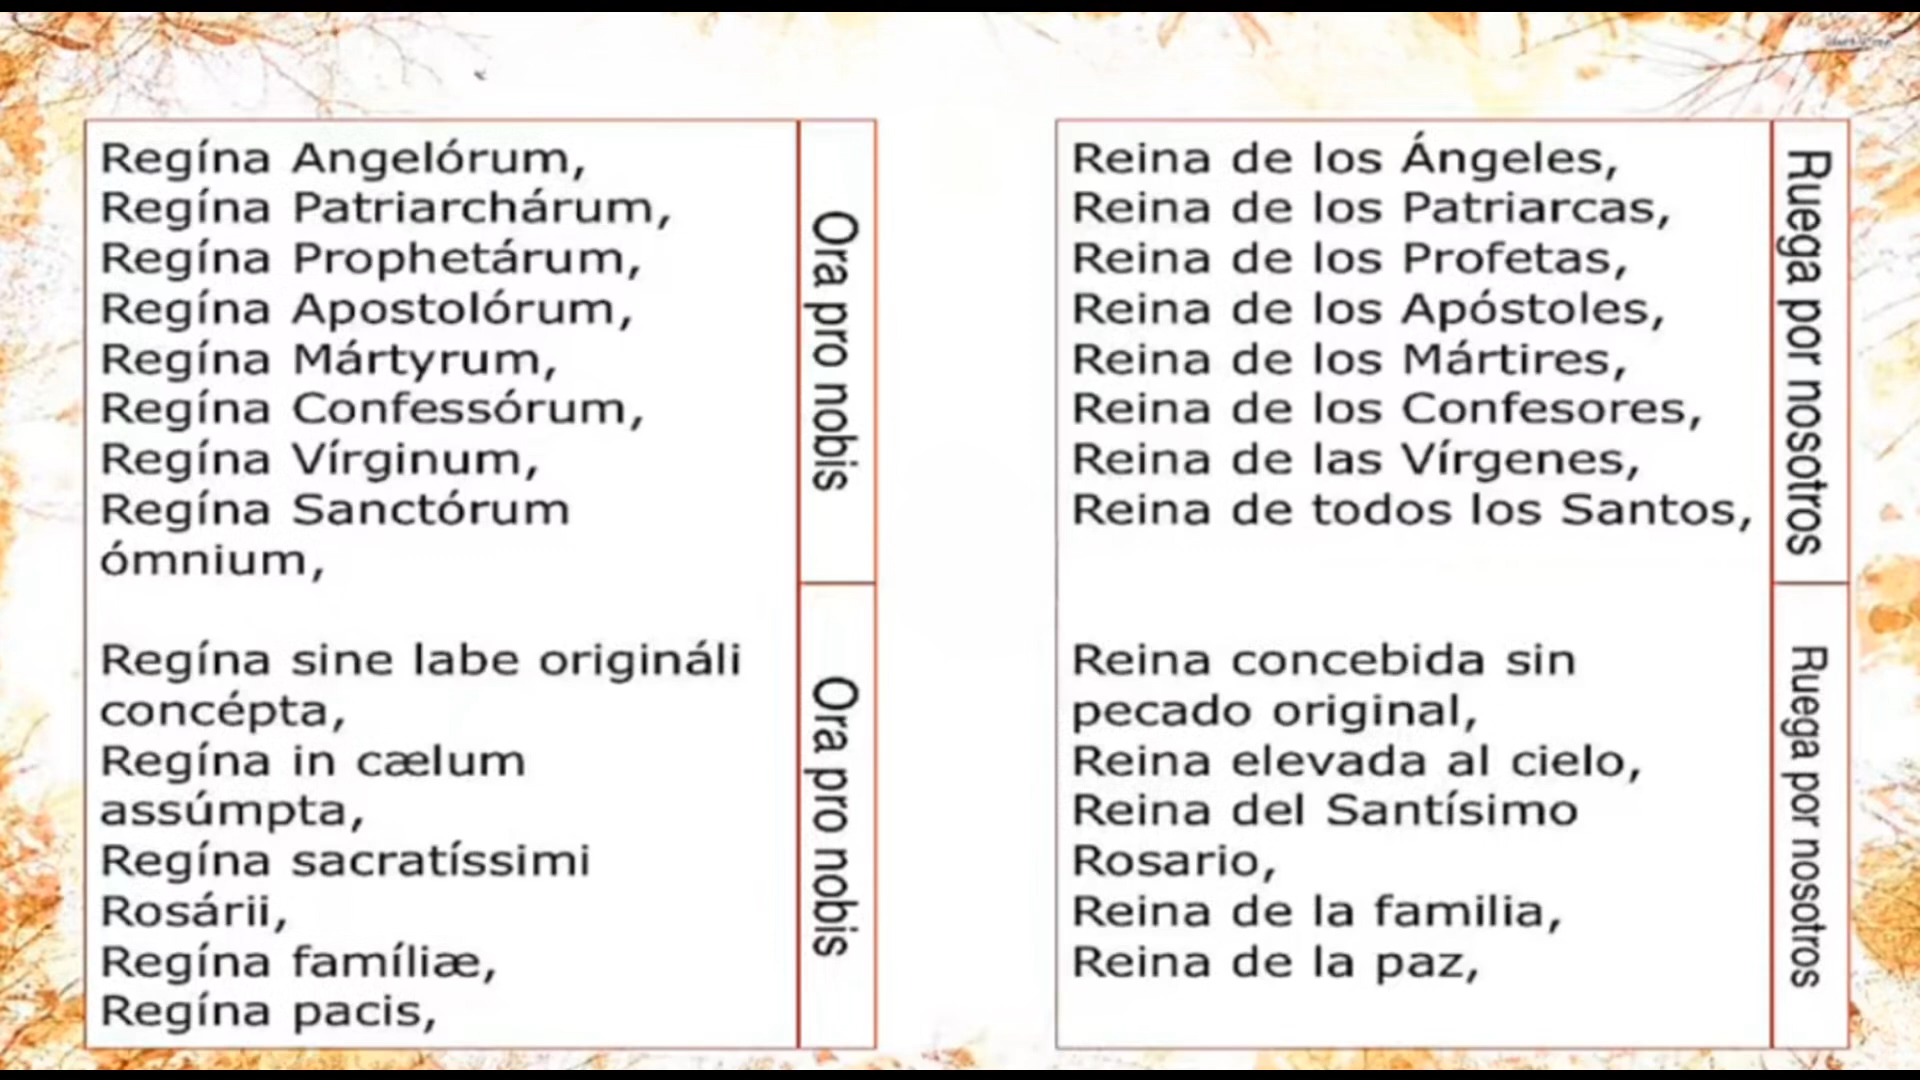 Regína Angelórum,
Regína Patriarchárum,
Regína Prophetárum,
Regína Apostolórum,
Regína Mártyrum,
Regína Confessórum,
Regína Vírginum,
Regína Sanctórum
ómnium,
Ora pro nobis
Regína sine labe origináli
concépta,
Regína in cælum
assúmpta,
Regína sacratíssimi
Rosárii,
Regína famíliæ,
Regína pacis,
Ora pro nobis
Reina de los Ángeles,
Reina de los Patriarcas,
Reina de los Profetas,
Reina de los Apóstoles,
Reina de los Mártires,
Reina de los Confesores,
Reina de las Vírgenes,
Reina de todos los Santos,
Ruega por nosotros
Reina concebida sin
pecado original,
Reina elevada al cielo,
Reina del Santísimo
Rosario,
Reina de la familia,
Reina de la paz,
Ruega por nosotros